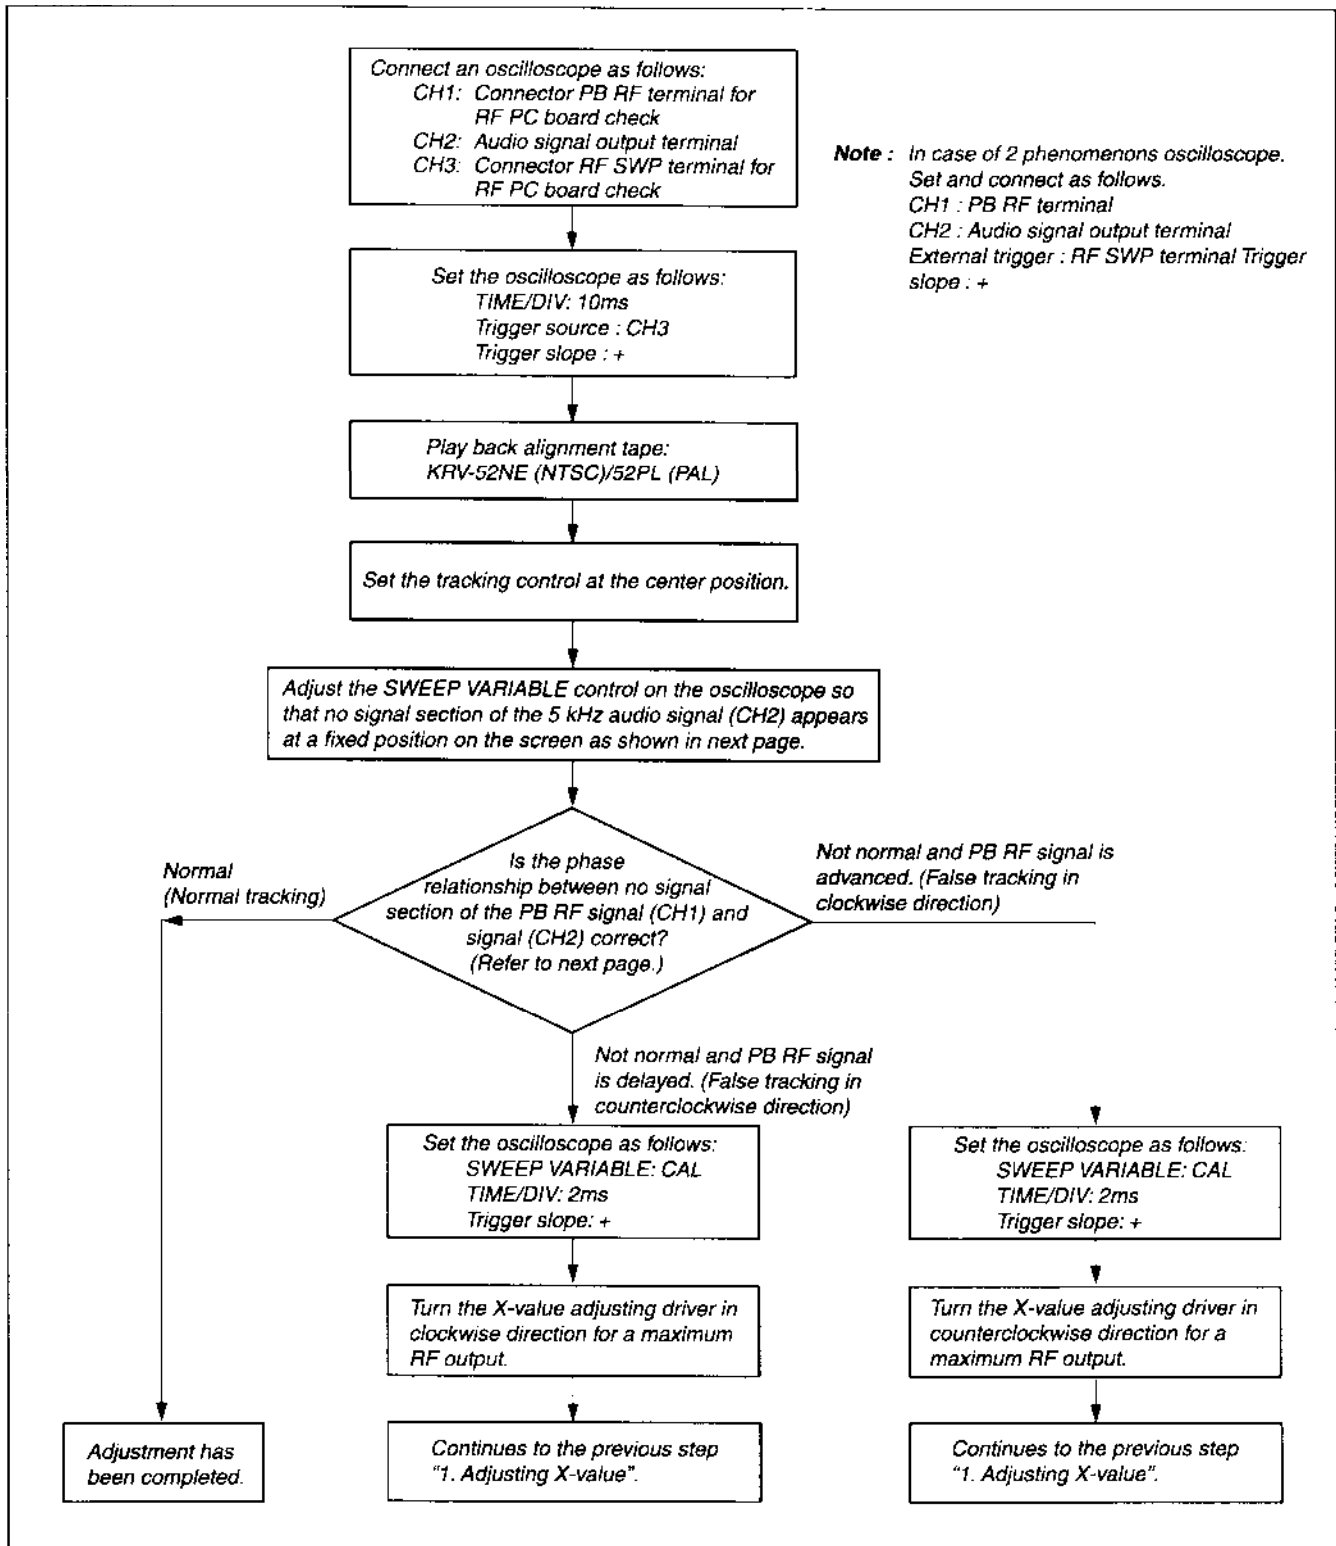 Connect an oscilloscope as follows:
CH1: Connector PB RF terminal for
RF PC board check
CH2: Audio signal output terminal
CH3: Connector RF SWP terminal for
RF PC board check
Note : In case of 2 phenomenons oscilloscope.
Set and connect as follows.
CH1 : PB RF terminal
CH2 : Audio signal output terminal
External trigger : RF SWP terminal Trigger
slope : +
Set the oscilloscope as follows:
TIME/DIV: 10ms
Trigger source : CH3
Trigger slope : +
Play back alignment tape:
KRV-52NE (NTSC)/52PL (PAL)
Set the tracking control at the center position.
Adjust the SWEEP VARIABLE control on the oscilloscope so
that no signal section of the 5 kHz audio signal (CH2) appears
at a fixed position on the screen as shown in next page.
Is the phase
relationship between no signal
section of the PB RF signal (CH1) and
signal (CH2) correct?
(Refer to next page.)
Normal
(Normal tracking)
Not normal and PB RF signal is
advanced. (False tracking in
clockwise direction)
Not normal and PB RF signal
is delayed. (False tracking in
counterclockwise direction)
Set the oscilloscope as follows:
SWEEP VARIABLE: CAL
TIME/DIV: 2ms
Trigger slope: +
Set the oscilloscope as follows:
SWEEP VARIABLE: CAL
TIME/DIV: 2ms
Trigger slope: +
Turn the X-value adjusting driver in
clockwise direction for a maximum
RF output.
Turn the X-value adjusting driver in
counterclockwise direction for a
maximum RF output.
Adjustment has
been completed.
Continues to the previous step
"1. Adjusting X-value".
Continues to the previous step
"1. Adjusting X-value".